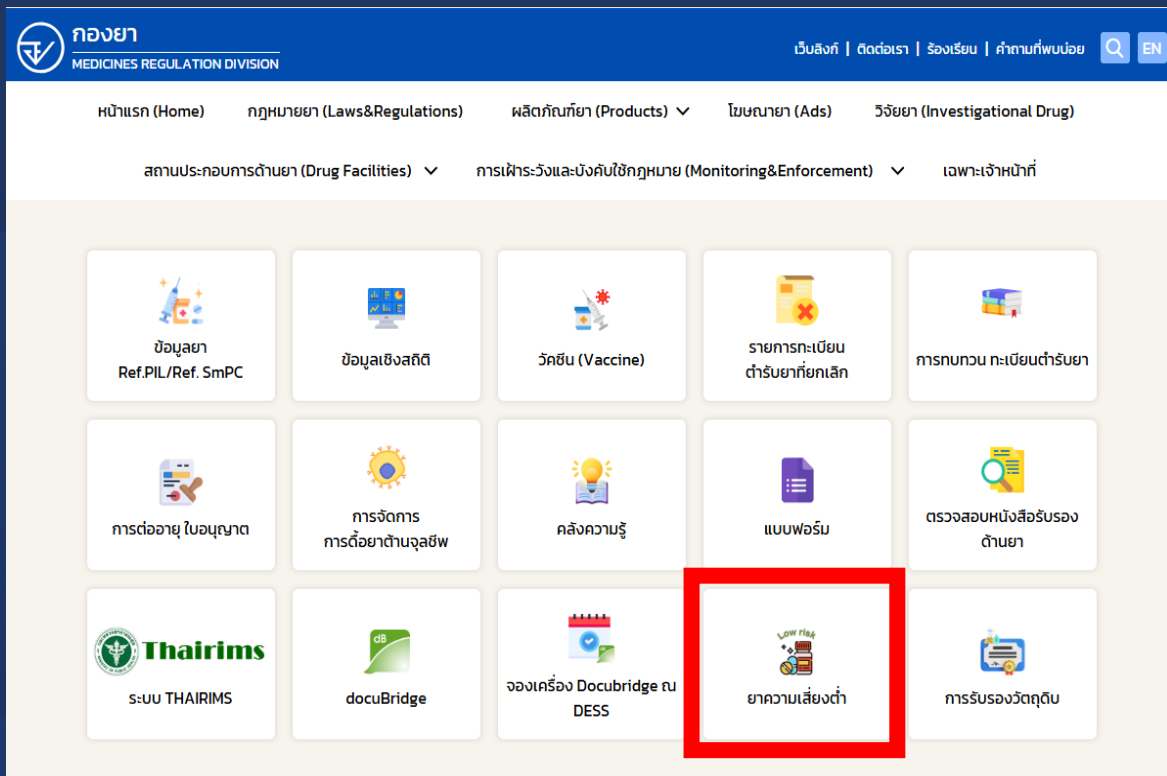 กองยา
MEDICINES REGULATION DIVISION
เว็บลิงก์ | ติดต่อเรา | ร้องเรียน | คำถามที่พบบ่อย EN
หน้าแรก (Home) กฎหมายยา (Laws&Regulations) ผลิตภัณฑ์ยา (Products) โฆษณายา (Ads) วิจัยยา (Investigational Drug)
สถานประกอบการด้านยา (Drug Facilities) การเฝ้าระวังและบังคับใช้กฎหมาย (Monitoring&Enforcement) เฉพาะเจ้าหน้าที่
ข้อมูลยา
Ref.PIL/Ref. SmPC
ข้อมูลเชิงสถิติ
วัคซีน (Vaccine)
รายการทะเบียน
ตำรับยาที่ยกเลิก
การทบทวน ทะเบียนตำรับยา
การต่ออายุ ใบอนุญาต
การจัดการ
การดื้อยาต้านจุลชีพ
คลังความรู้
แบบฟอร์ม
ตรวจสอบหนังสือรับรอง
ด้านยา
Thairims
ระบบ THAIRIMS
dB
docuBridge
จองเครื่อง Docubridge ณ
DESS
Low risk
ยาความเสี่ยงต่ำ
การรับรองวัตถุดิบ